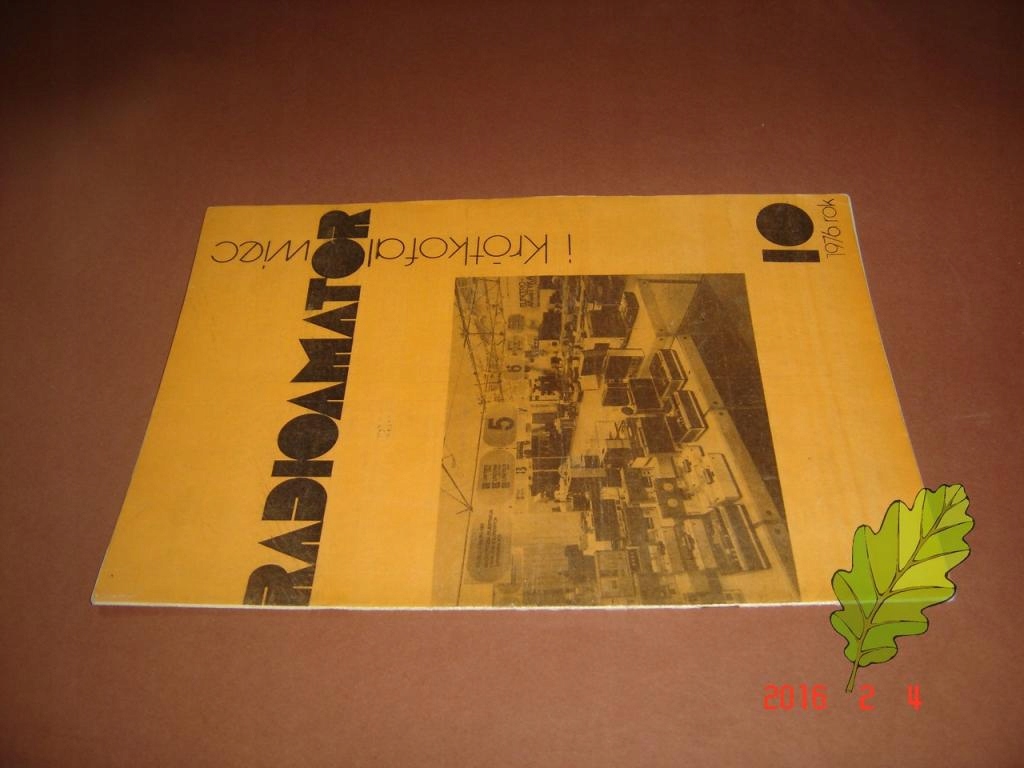 RADIOAMATOR
i Krótkofalowiec
10
1976 rok
5
6
2016 2 4